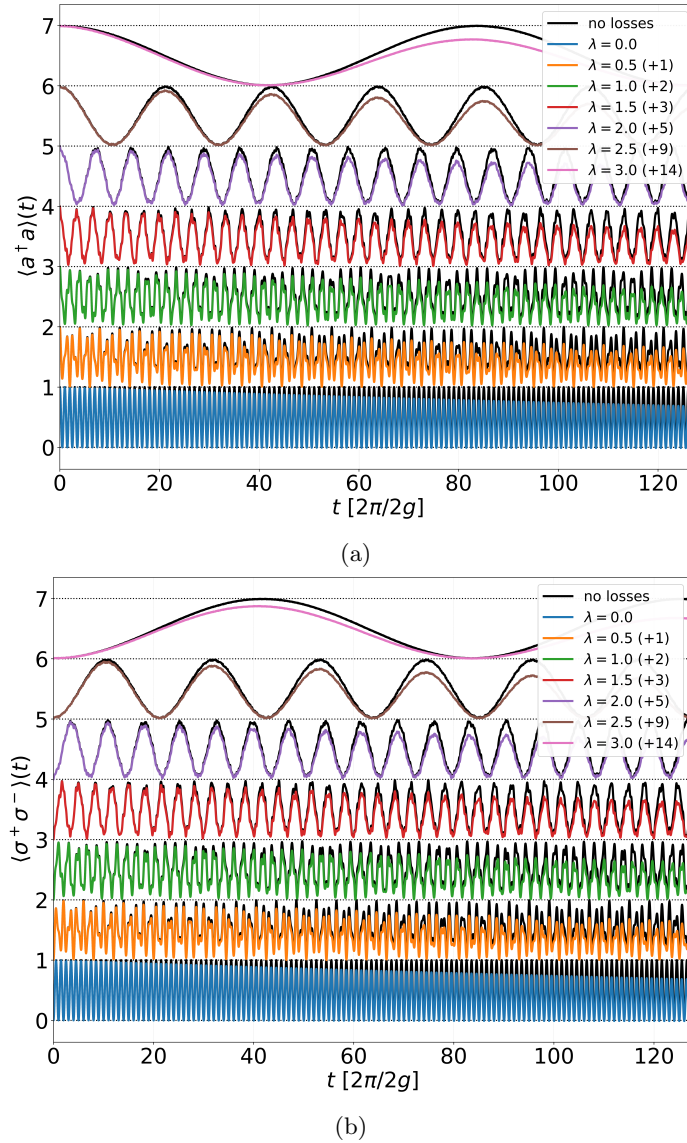 7
6
5
4
3
2
1
0
⟨a†a⟩(t)
no losses
λ = 0.0
λ = 0.5 (+1)
λ = 1.0 (+2)
λ = 1.5 (+3)
λ = 2.0 (+5)
λ = 2.5 (+9)
λ = 3.0 (+14)
0 20 40 60 80 100 120
t [2π/2g]
(a)
7
6
5
4
3
2
1
0
⟨σ⁺σ⁻⟩(t)
no losses
λ = 0.0
λ = 0.5 (+1)
λ = 1.0 (+2)
λ = 1.5 (+3)
λ = 2.0 (+5)
λ = 2.5 (+9)
λ = 3.0 (+14)
0 20 40 60 80 100 120
t [2π/2g]
(b)